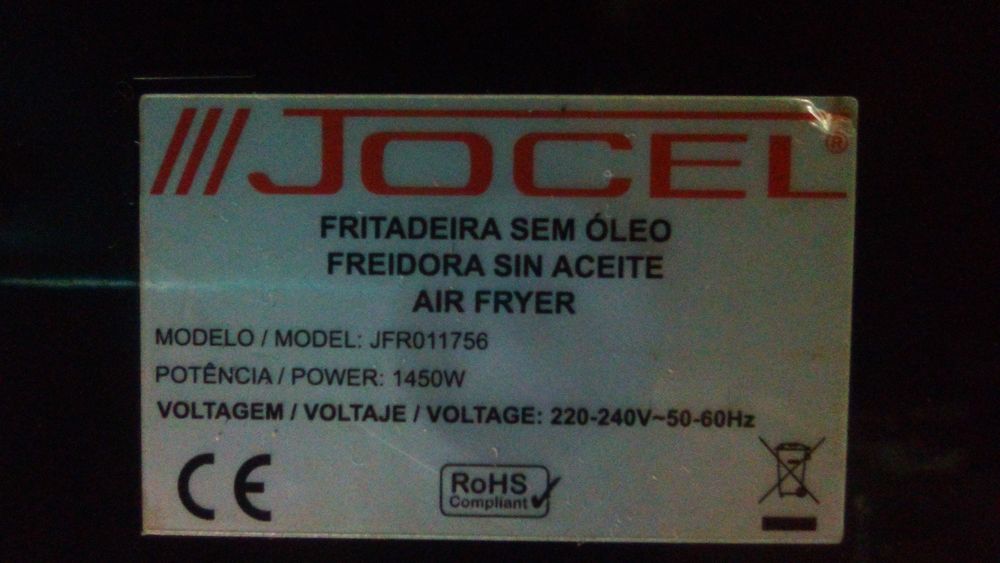 JOCEL®
FRITADEIRA SEM ÓLEO
FREIDORA SIN ACEITE
AIR FRYER
MODELO / MODEL: JFR011756
POTÊNCIA / POWER: 1450W
VOLTAGEM / VOLTAJE / VOLTAGE: 220-240V~50-60Hz
CE
RoHS
Compliant